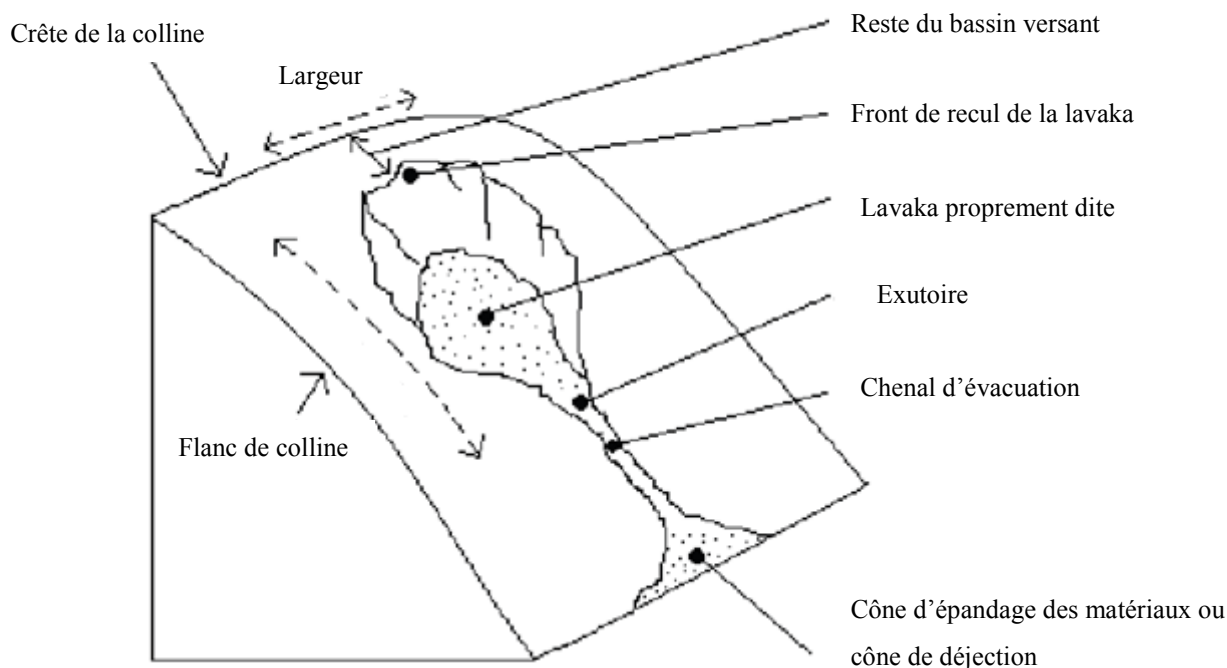 Crête de la colline
Largeur
Reste du bassin versant
Front de recul de la lavaka
Lavaka proprement dite
Exutoire
Chenal d’évacuation
Flanc de colline
Cône d’épandage des matériaux ou
cône de déjection